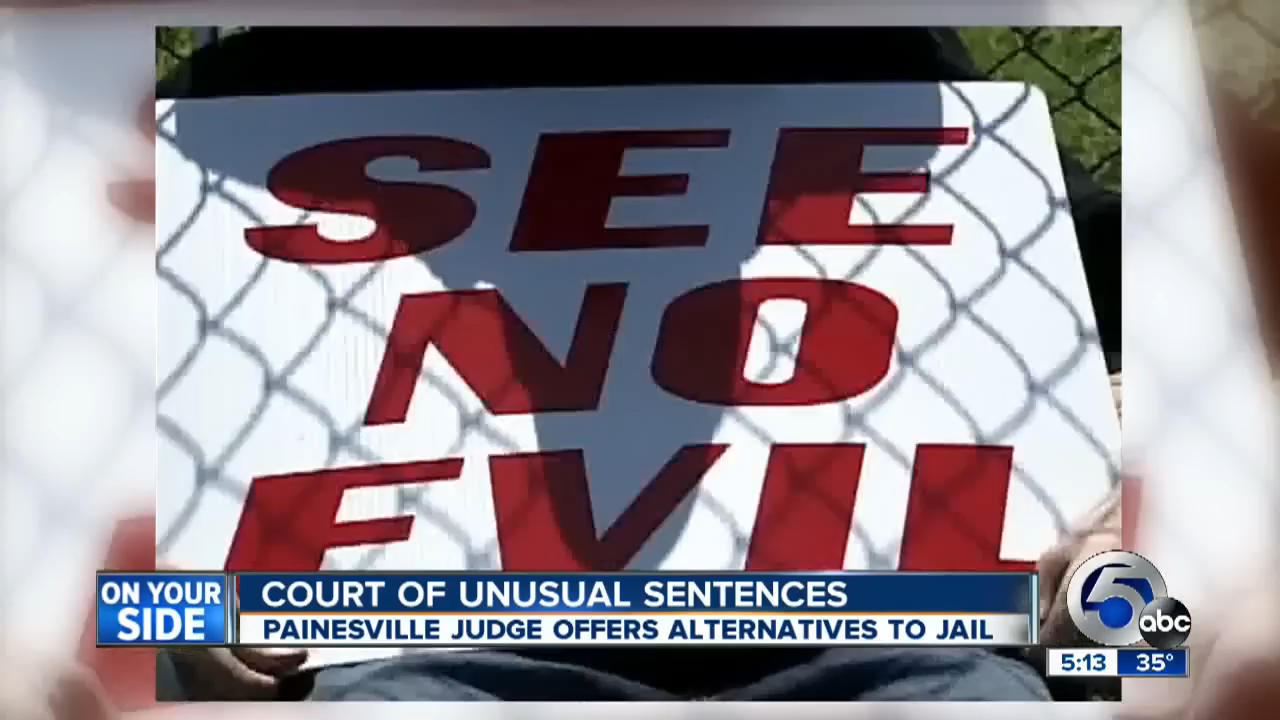 SEE
NO
EVIL
ON YOUR
SIDE
COURT OF UNUSUAL SENTENCES
PAINESVILLE JUDGE OFFERS ALTERNATIVES TO JAIL
5
abc
5:13 35°